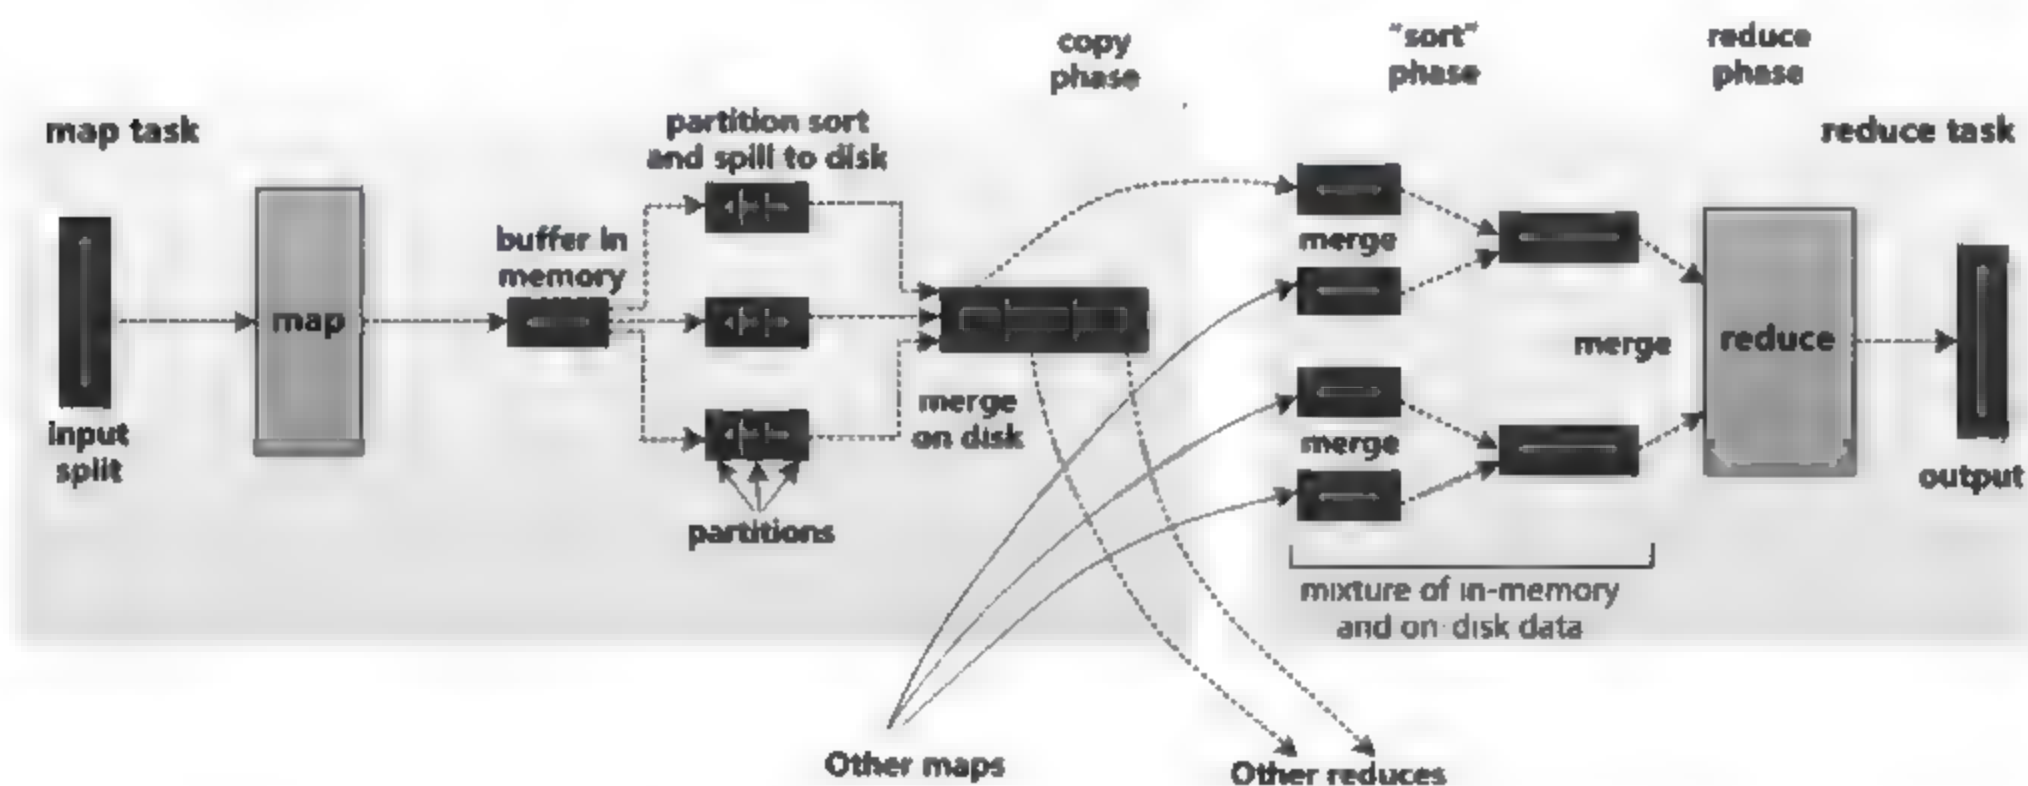 copy
phase
"sort"
phase
reduce
phase
map task
partition sort
and spill to disk
reduce task
buffer in
memory
merge
map
merge
reduce
input
split
merge
on disk
merge
output
partitions
mixture of in-memory
and on-disk data
Other maps
Other reduces